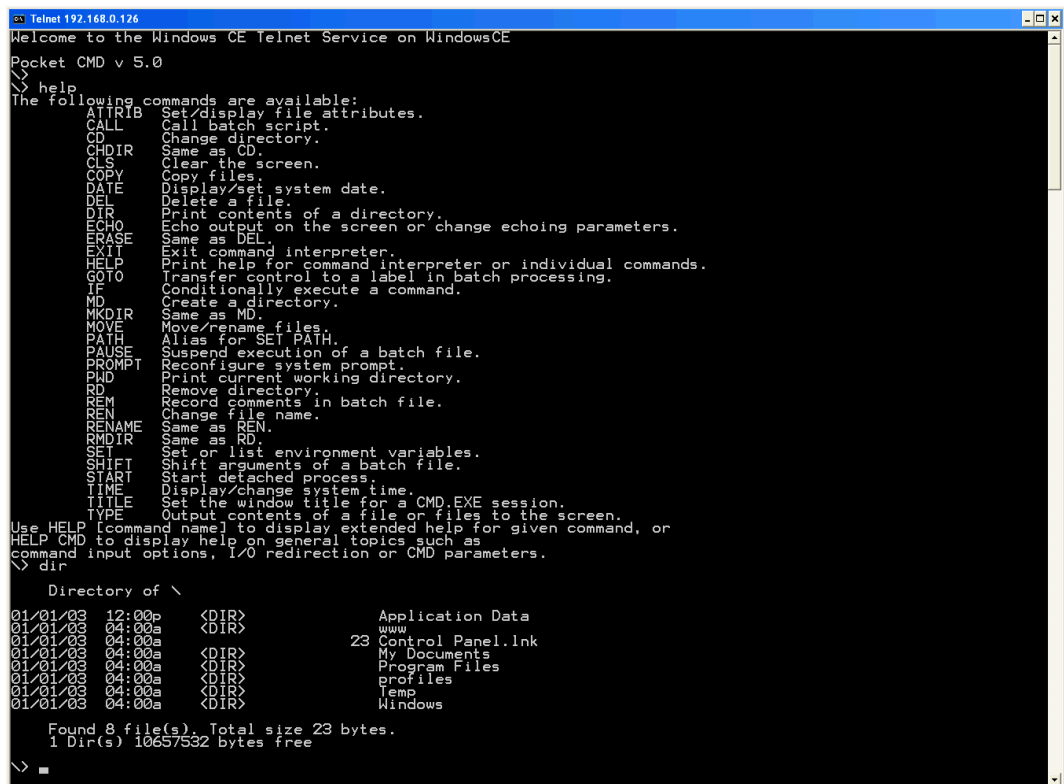 Telnet 192.168.0.126
Welcome to the Windows CE Telnet Service on WindowsCE
Pocket CMD v 5.0
\>
\> help
The following commands are available:
ATTRIB Set/display file attributes.
CALL Call batch script.
CD Change directory.
CHDIR Same as CD.
CLS Clear the screen.
COPY Copy files.
DATE Display/set system date.
DEL Delete a file.
DIR Print contents of a directory.
ECHO Echo output on the screen or change echoing parameters.
ERASE Same as DEL.
EXIT Exit command interpreter.
HELP Print help for command interpreter or individual commands.
GOTO Transfer control to a label in batch processing.
IF Conditionally execute a command.
MD Create a directory.
MKDIR Same as MD.
MOVE Move/rename files.
PATH Alias for SET PATH.
PAUSE Suspend execution of a batch file.
PROMPT Reconfigure system prompt.
PWD Print current working directory.
RD Remove directory.
REM Record comments in batch file.
REN Change file name.
RENAME Same as REN.
RMDIR Same as RD.
SET Set or list environment variables.
SHIFT Shift arguments of a batch file.
START Start detached process.
TIME Display/change system time.
TITLE Set the window title for a CMD.EXE session.
TYPE Output contents of a file or files to the screen.
Use HELP [command name] to display extended help for given command, or
HELP CMD to display help on general topics such as
command input options, I/O redirection or CMD parameters.
\> dir
Directory of \
01/01/03 12:00p <DIR> Application Data
01/01/03 04:00a <DIR> www
01/01/03 04:00a 23 Control Panel.lnk
01/01/03 04:00a <DIR> My Documents
01/01/03 04:00a <DIR> Program Files
01/01/03 04:00a <DIR> profiles
01/01/03 04:00a <DIR> Temp
01/01/03 04:00a <DIR> Windows
Found 8 file(s). Total size 23 bytes.
1 Dir(s) 10657532 bytes free
\>